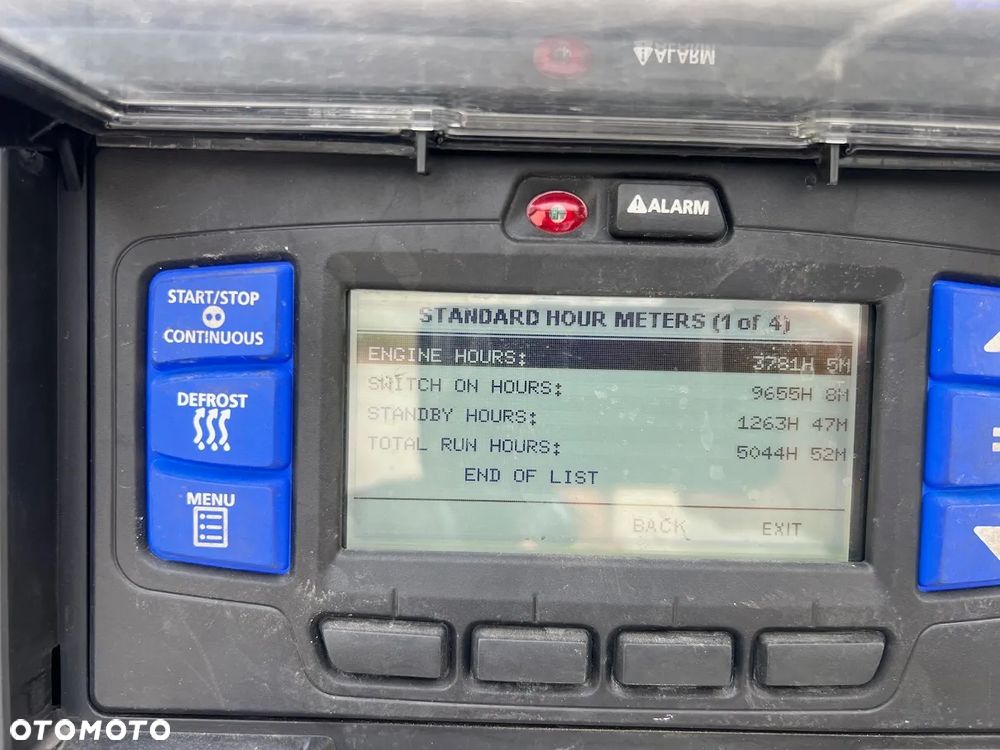 ALARM
ALARM
START/STOP
CONTINUOUS
DEFROST
MENU
STANDARD HOUR METERS (1 of 4)
ENGINE HOURS: 3781H 5M
SWITCH ON HOURS: 9655H 8M
STANDBY HOURS: 1263H 47M
TOTAL RUN HOURS: 5044H 52M
END OF LIST
BACK EXIT
OTOMOTO